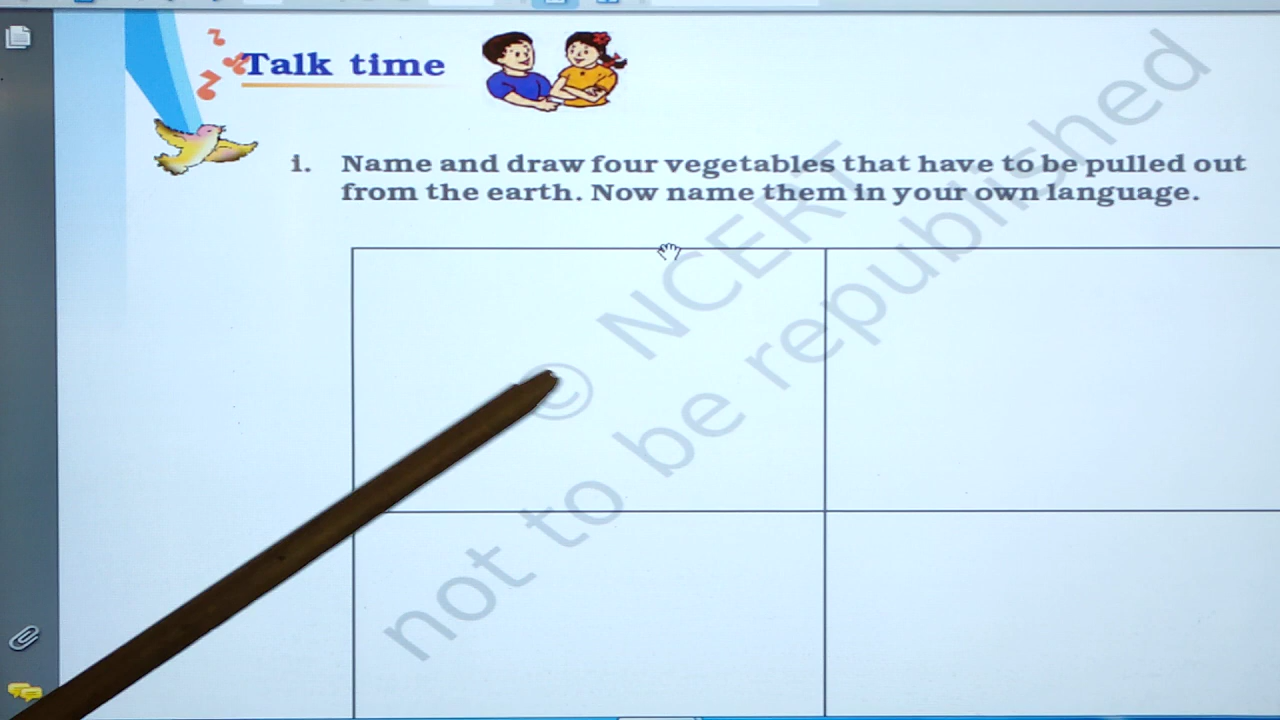 Talk time
i. Name and draw four vegetables that have to be pulled out
from the earth. Now name them in your own language.
© NCERT
not to be republished